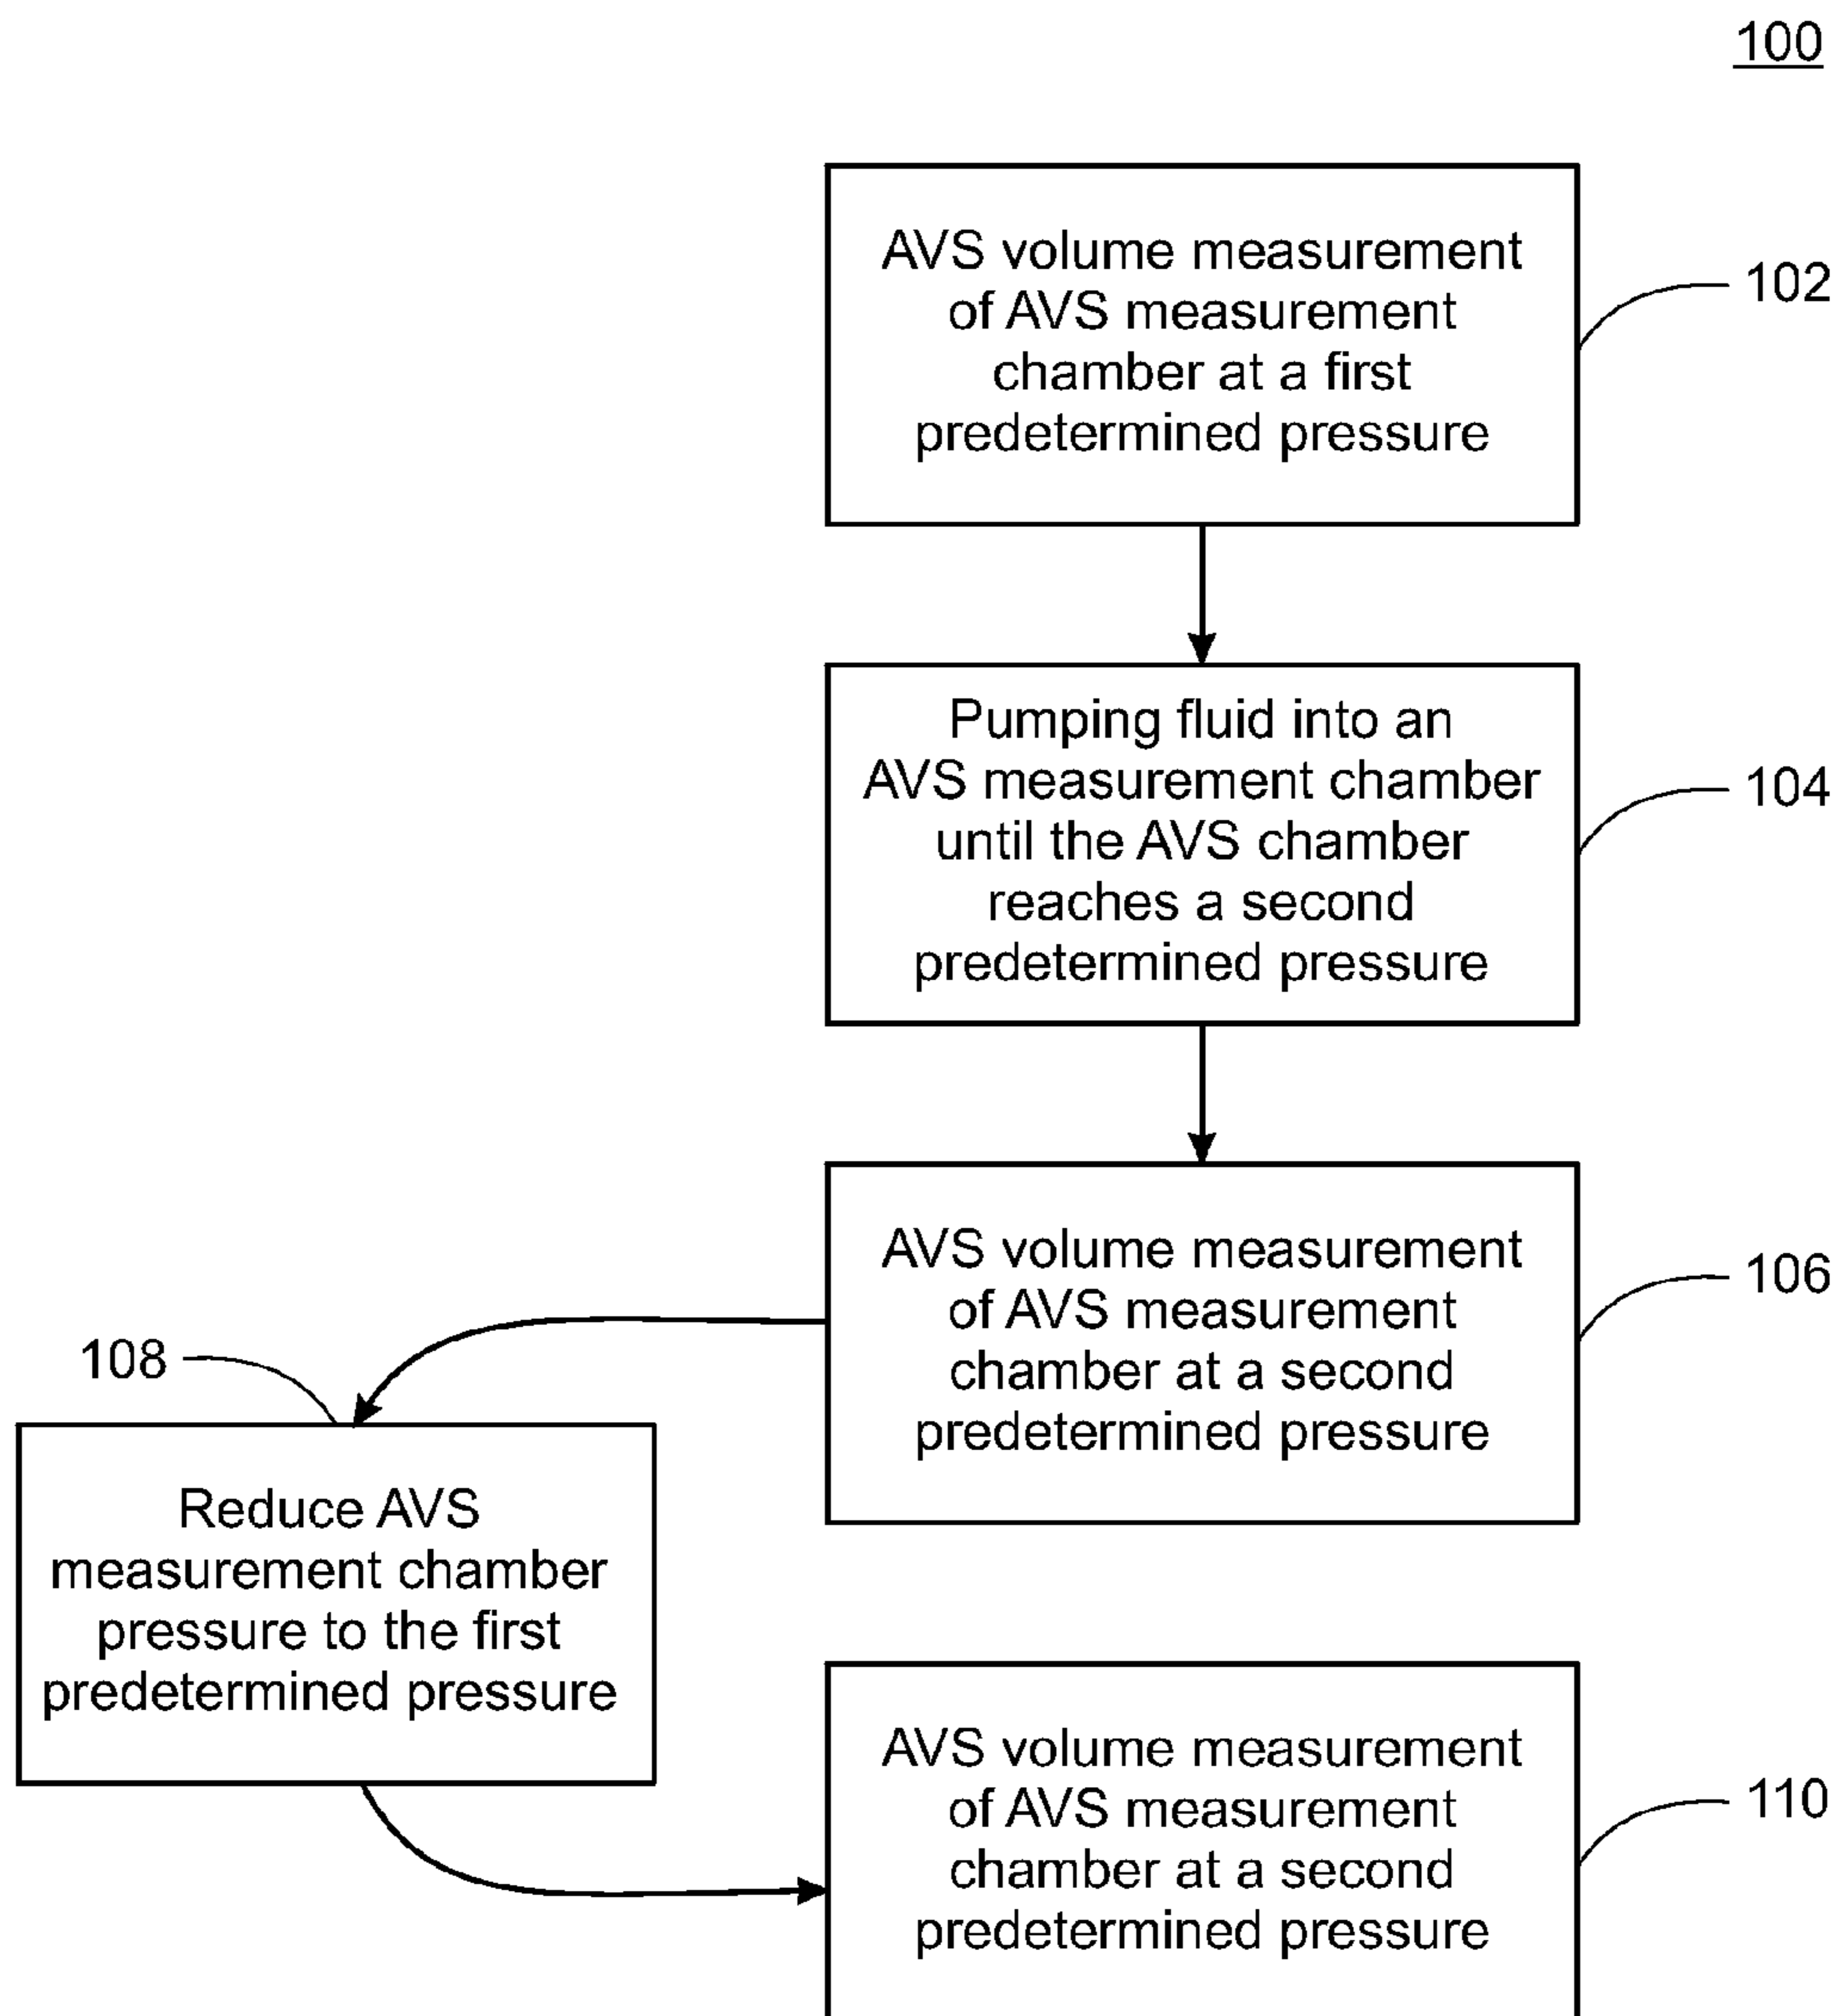 100
AVS volume measurement
of AVS measurement
chamber at a first
predetermined pressure
102
Pumping fluid into an
AVS measurement chamber
until the AVS chamber
reaches a second
predetermined pressure
104
AVS volume measurement
of AVS measurement
chamber at a second
predetermined pressure
106
108
Reduce AVS
measurement chamber
pressure to the first
predetermined pressure
AVS volume measurement
of AVS measurement
chamber at a second
predetermined pressure
110